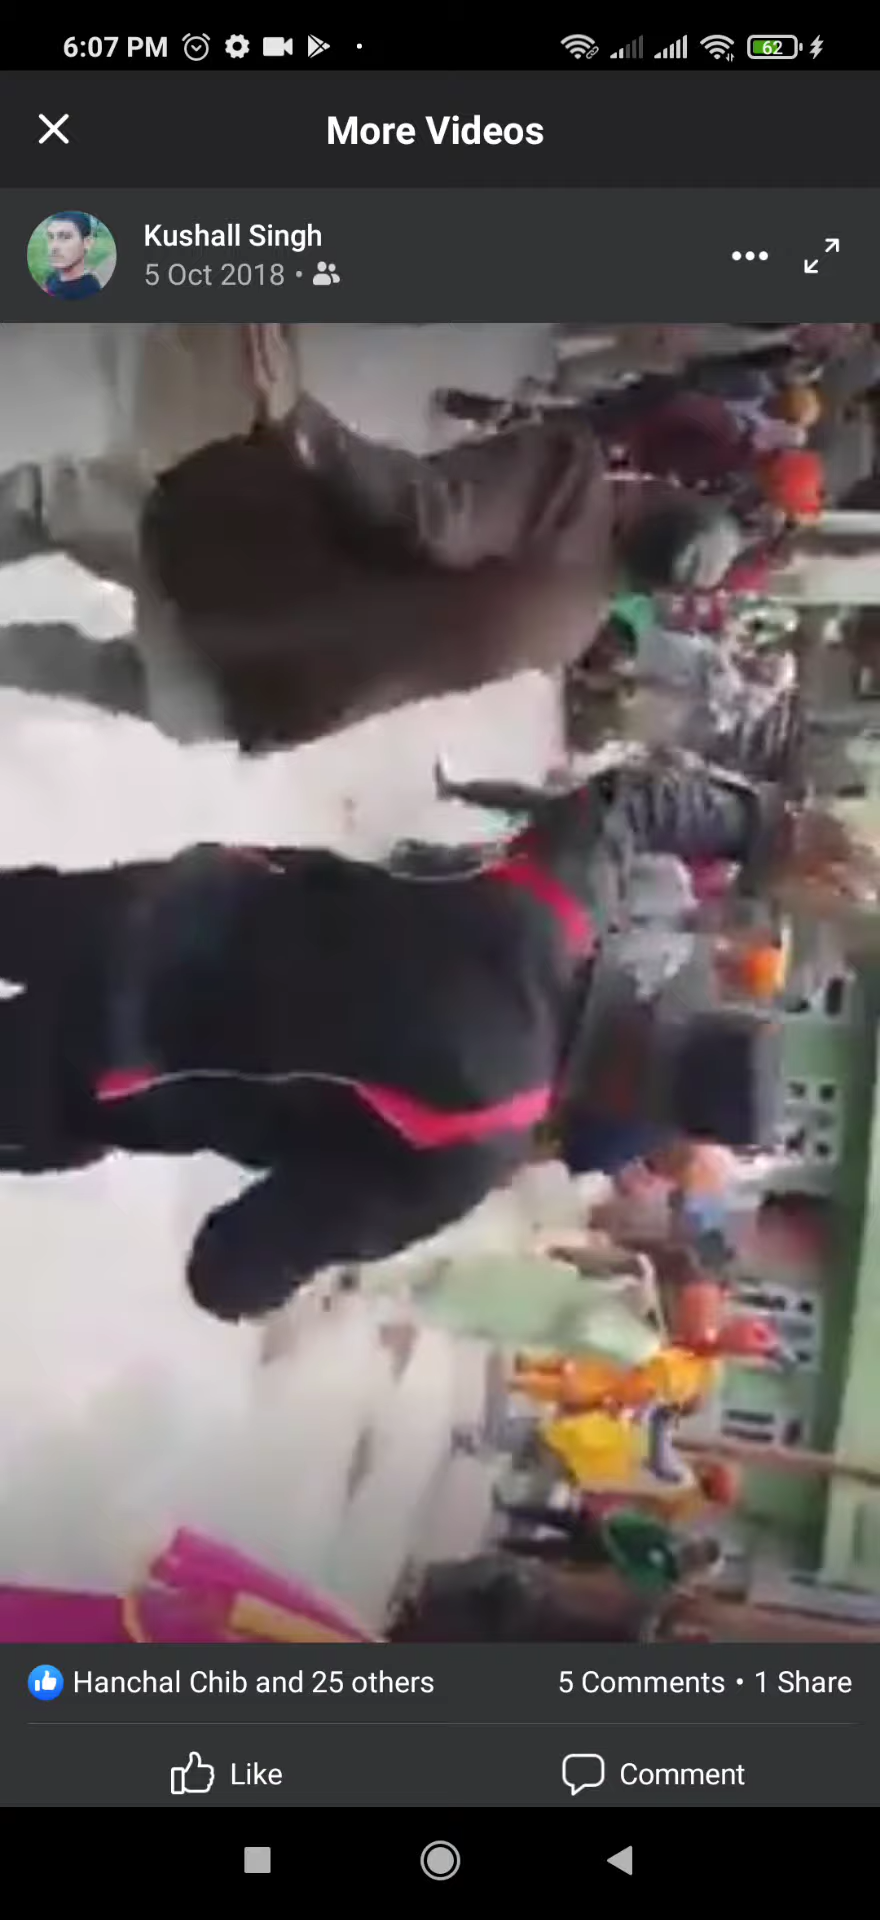 6:07 PM
62
More Videos
Kushall Singh
5 Oct 2018
Hanchal Chib and 25 others
5 Comments • 1 Share
Like
Comment